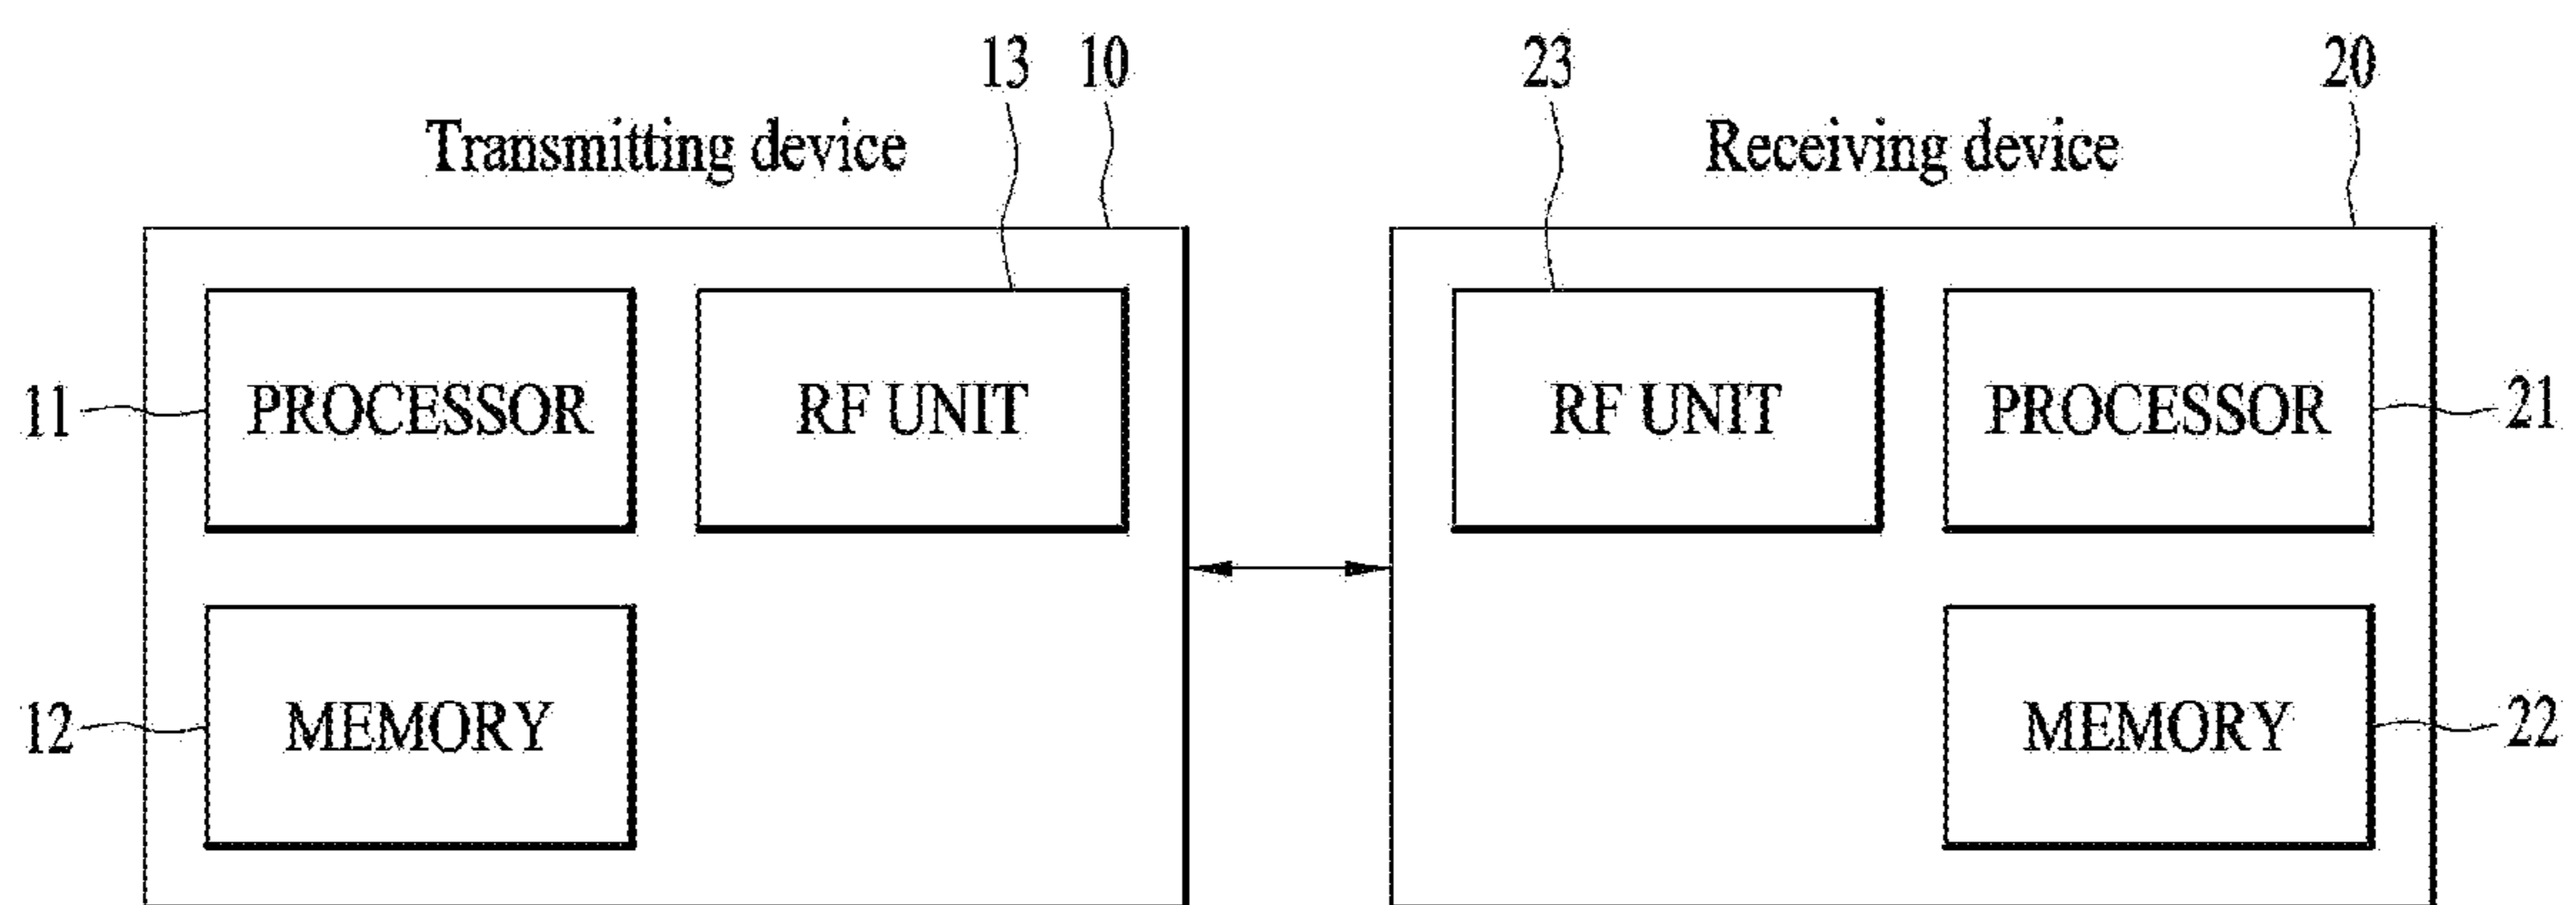 13 10 23 20
Transmitting device Receiving device
11 PROCESSOR RF UNIT RF UNIT PROCESSOR 21
12 MEMORY MEMORY 22